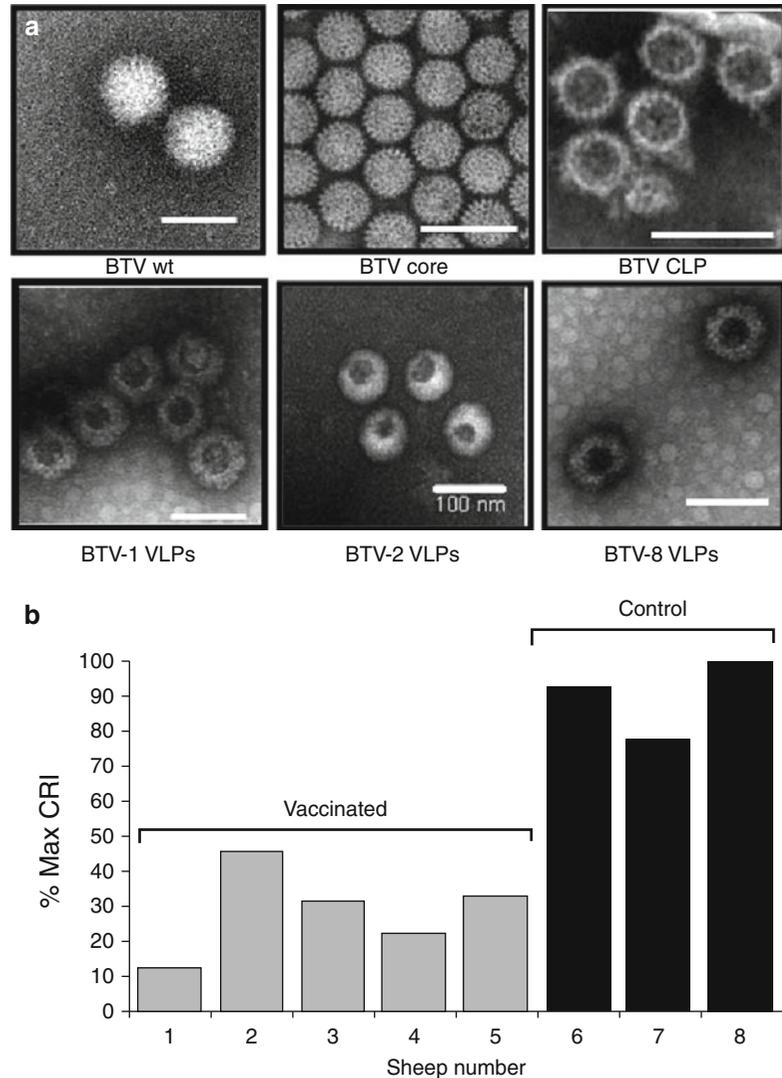 a
BTV wt
BTV core
BTV CLP
100 nm
BTV-1 VLPs
BTV-2 VLPs
BTV-8 VLPs
b
Control
Vaccinated
% Max CRI
100
90
80
70
60
50
40
30
20
10
0
1 2 3 4 5 6 7 8
Sheep number